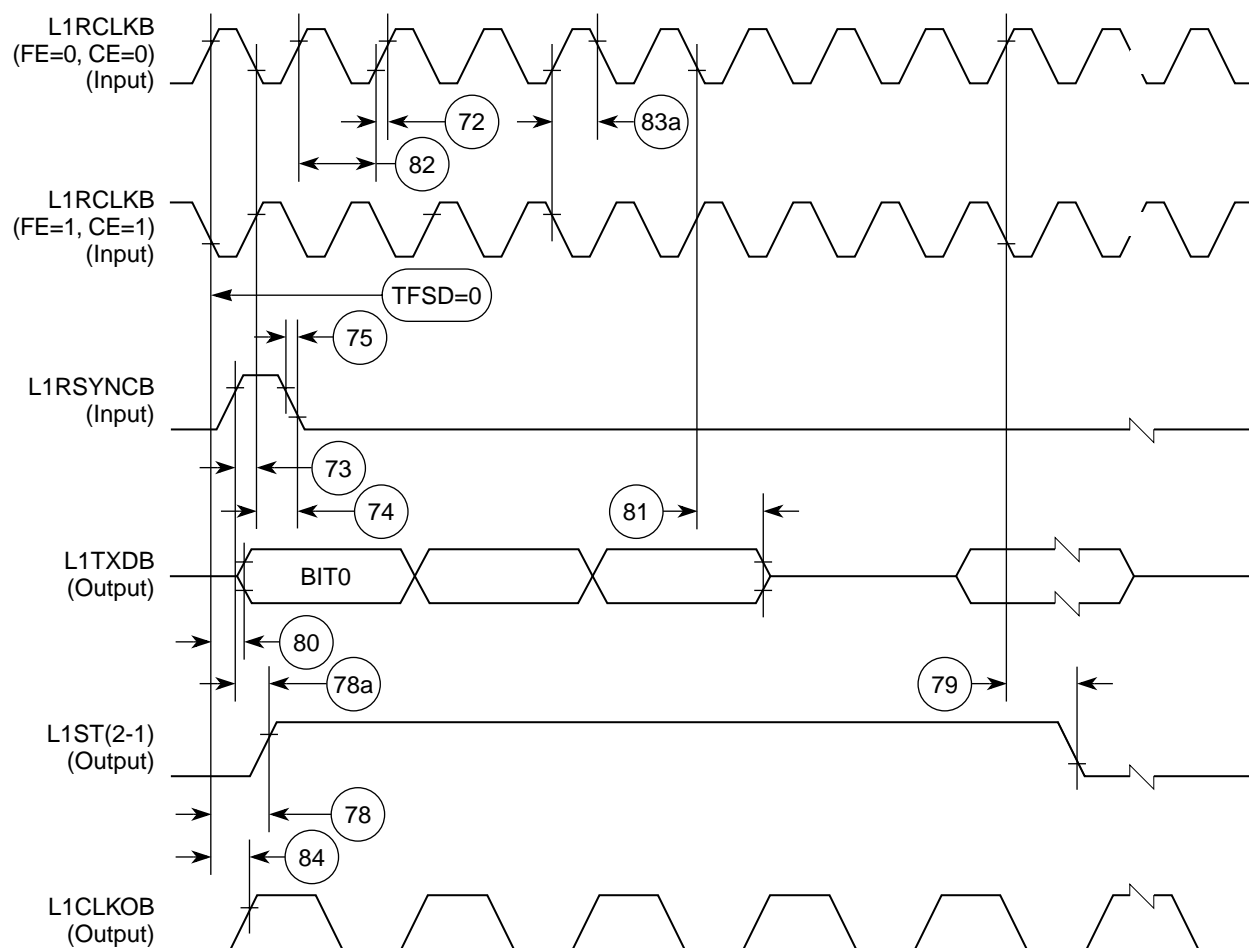 L1RCLKB
(FE=0, CE=0)
(Input)
72
83a
82
L1RCLKB
(FE=1, CE=1)
(Input)
TFSD=0
75
L1RSYNCB
(Input)
73
74
81
L1TXDB
(Output)
BIT0
80
78a
79
L1ST(2-1)
(Output)
78
84
L1CLKOB
(Output)